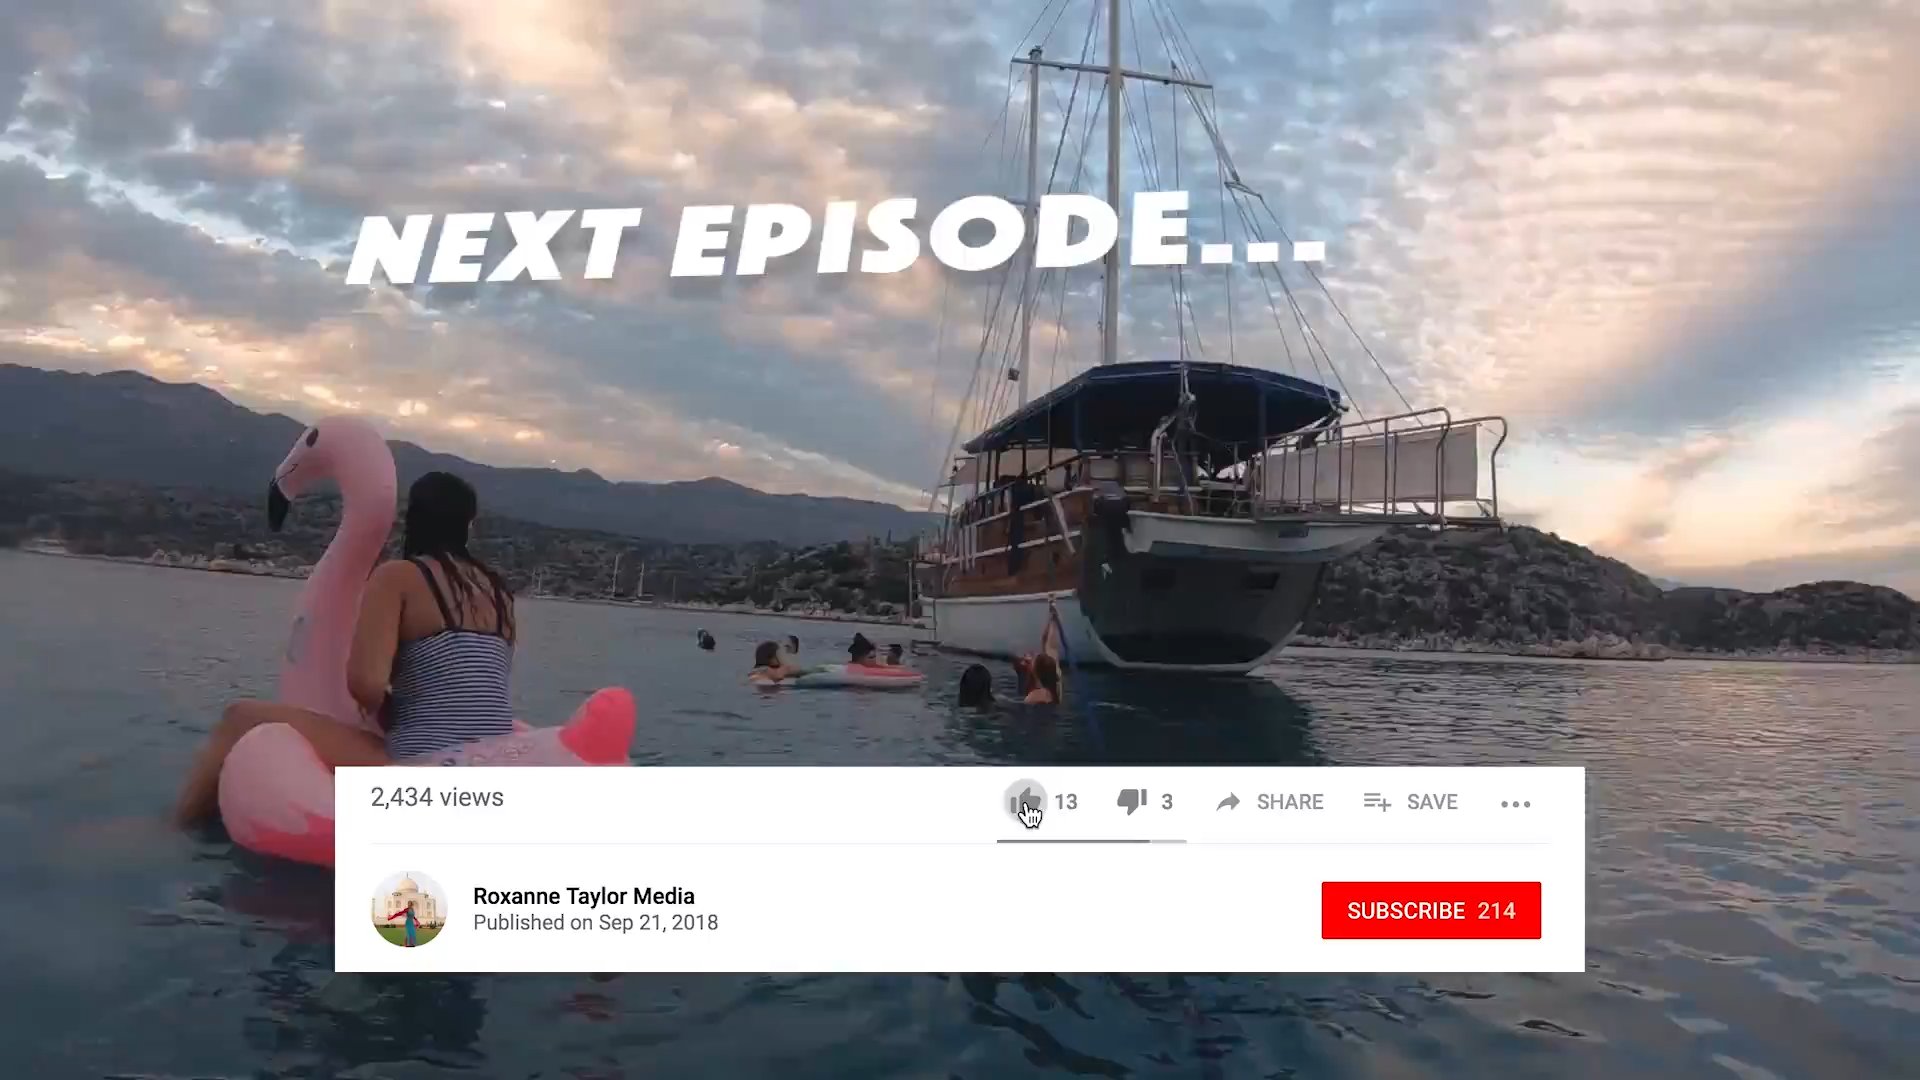 NEXT EPISODE...
2,434 views
13
3
SHARE
SAVE
Roxanne Taylor Media
Published on Sep 21, 2018
SUBSCRIBE 214